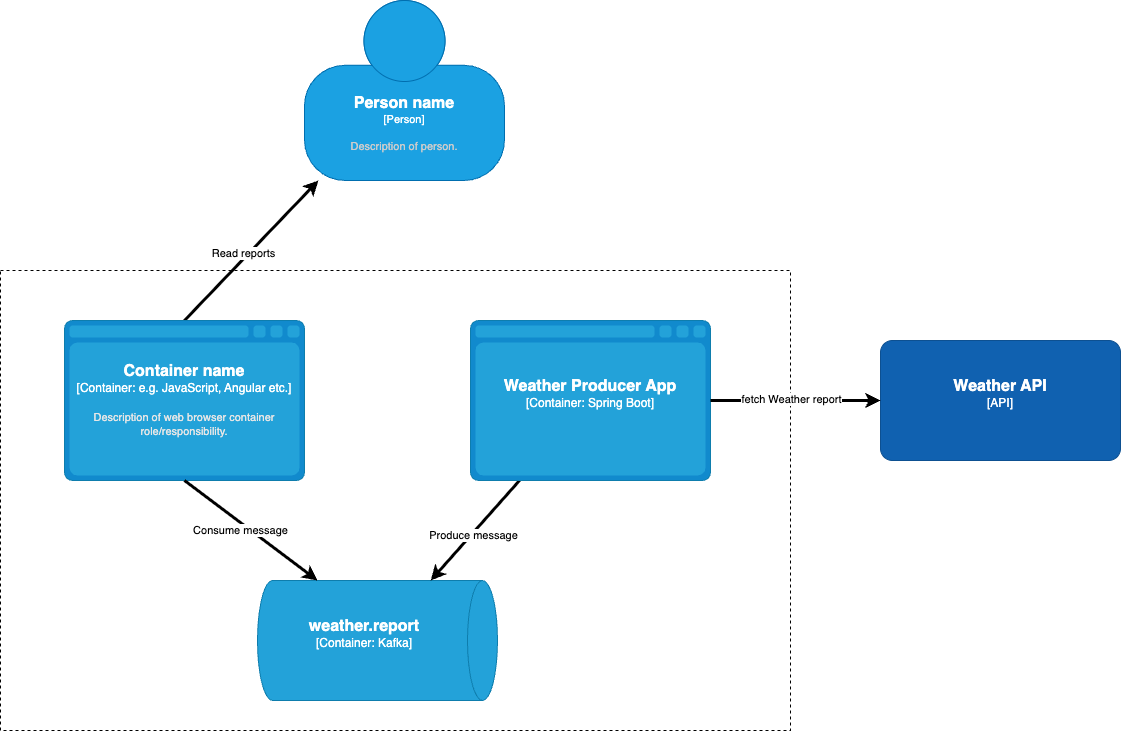 Person name
[Person]
Description of person.
Read reports
Container name
[Container: e.g. JavaScript, Angular etc.]
Description of web browser container
role/responsibility.
Weather Producer App
[Container: Spring Boot]
fetch Weather report
Weather API
[API]
Consume message
Produce message
weather.report
[Container: Kafka]